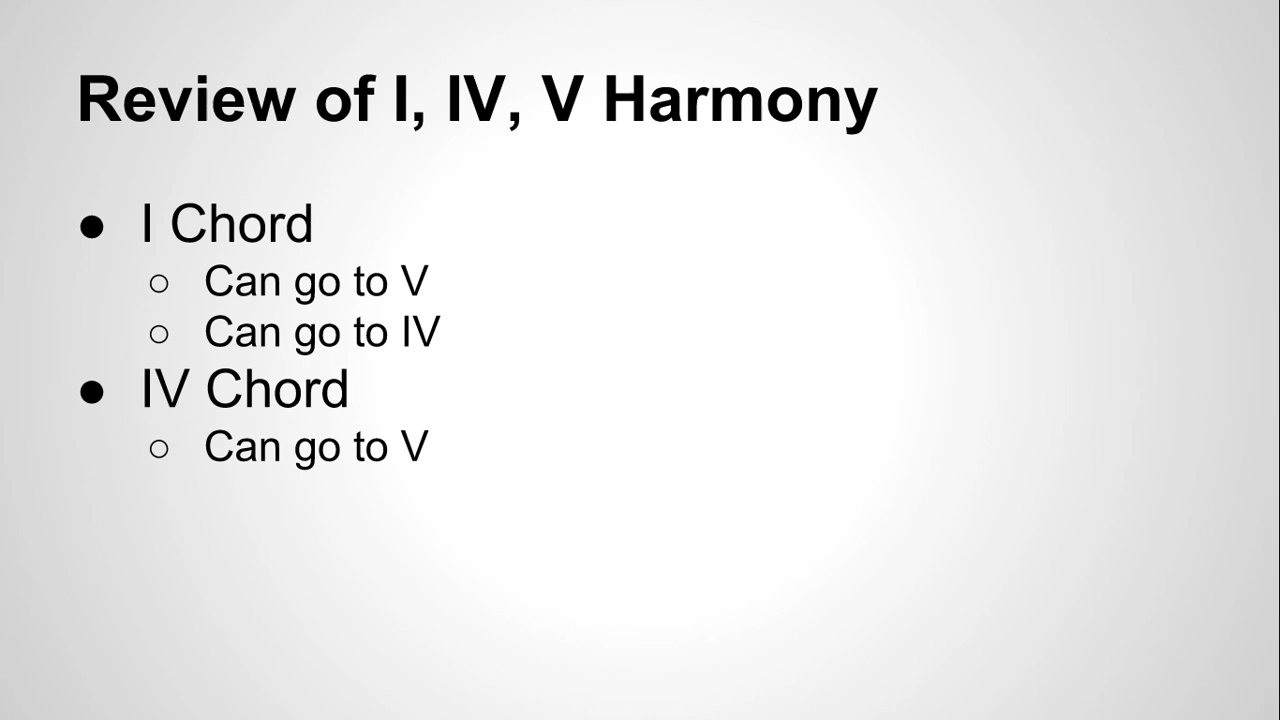 Review of I, IV, V Harmony
● I Chord
○ Can go to V
○ Can go to IV
● IV Chord
○ Can go to V